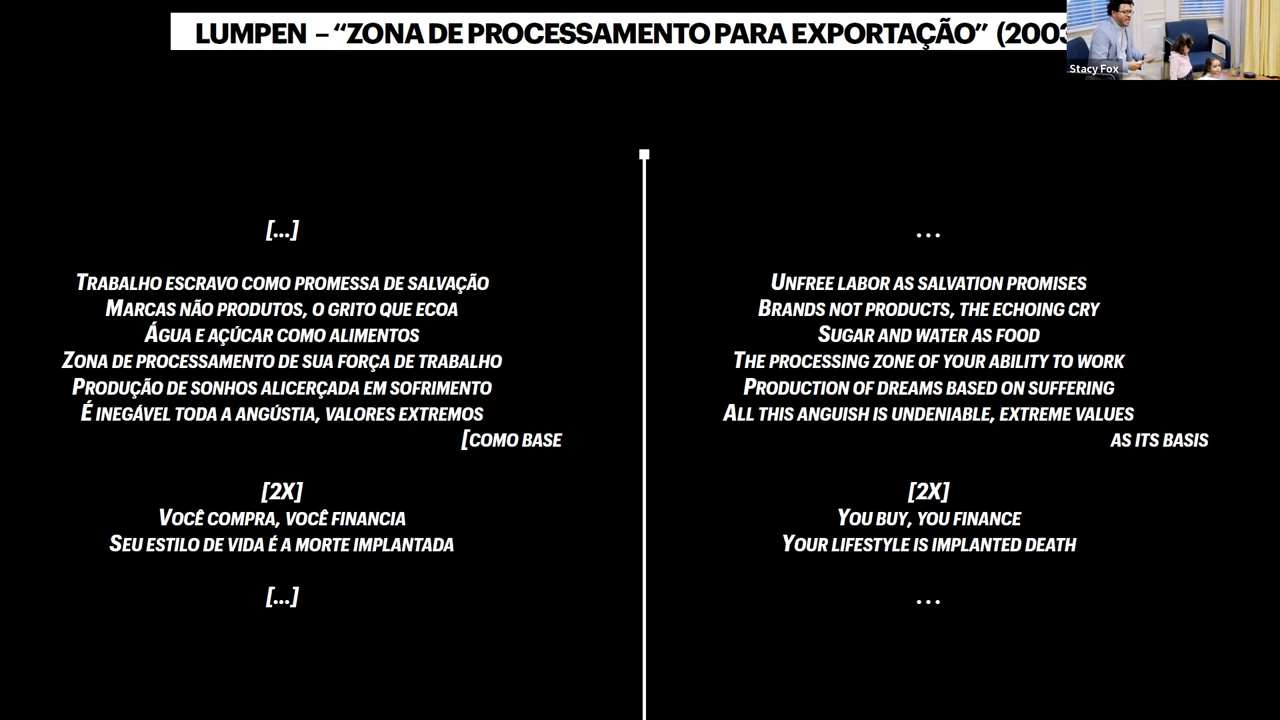 LUMPEN – “ZONA DE PROCESSAMENTO PARA EXPORTAÇÃO” (2003
Stacy Fox
[...]
TRABALHO ESCRAVO COMO PROMESSA DE SALVAÇÃO
MARCAS NÃO PRODUTOS, O GRITO QUE ECOA
ÁGUA E AÇÚCAR COMO ALIMENTOS
ZONA DE PROCESSAMENTO DE SUA FORÇA DE TRABALHO
PRODUÇÃO DE SONHOS ALICERÇADA EM SOFRIMENTO
É INEGÁVEL TODA A ANGÚSTIA, VALORES EXTREMOS
[COMO BASE
[2X]
VOCÊ COMPRA, VOCÊ FINANCIA
SEU ESTILO DE VIDA É A MORTE IMPLANTADA
[...]
...
UNFREE LABOR AS SALVATION PROMISES
BRANDS NOT PRODUCTS, THE ECHOING CRY
SUGAR AND WATER AS FOOD
THE PROCESSING ZONE OF YOUR ABILITY TO WORK
PRODUCTION OF DREAMS BASED ON SUFFERING
ALL THIS ANGUISH IS UNDENIABLE, EXTREME VALUES
AS ITS BASIS
[2X]
YOU BUY, YOU FINANCE
YOUR LIFESTYLE IS IMPLANTED DEATH
...